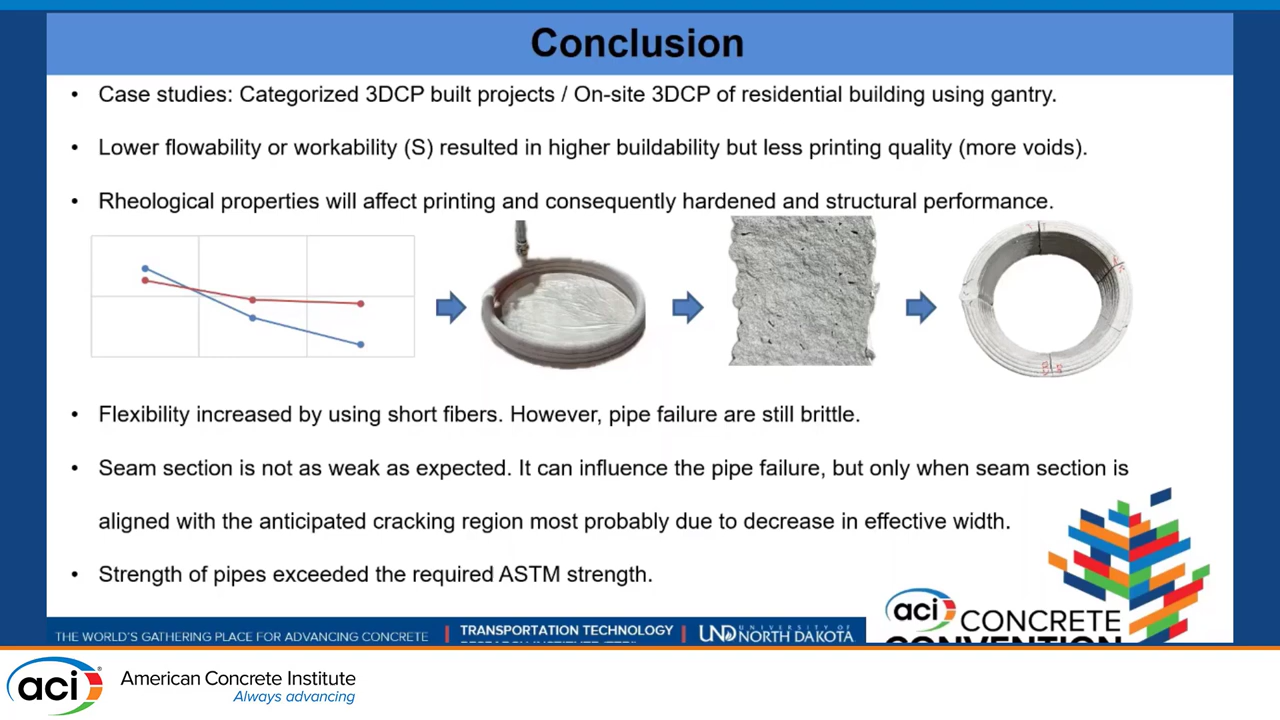 Conclusion
• Case studies: Categorized 3DCP built projects / On-site 3DCP of residential building using gantry.
• Lower flowability or workability (S) resulted in higher buildability but less printing quality (more voids).
• Rheological properties will affect printing and consequently hardened and structural performance.
• Flexibility increased by using short fibers. However, pipe failure are still brittle.
• Seam section is not as weak as expected. It can influence the pipe failure, but only when seam section is
aligned with the anticipated cracking region most probably due to decrease in effective width.
• Strength of pipes exceeded the required ASTM strength.
THE WORLD'S GATHERING PLACE FOR ADVANCING CONCRETE
TRANSPORTATION TECHNOLOGY
UND
UNIVERSITY OF
NORTH DAKOTA
aci
CONCRETE
CONVENTION
aci®
American Concrete Institute
Always advancing